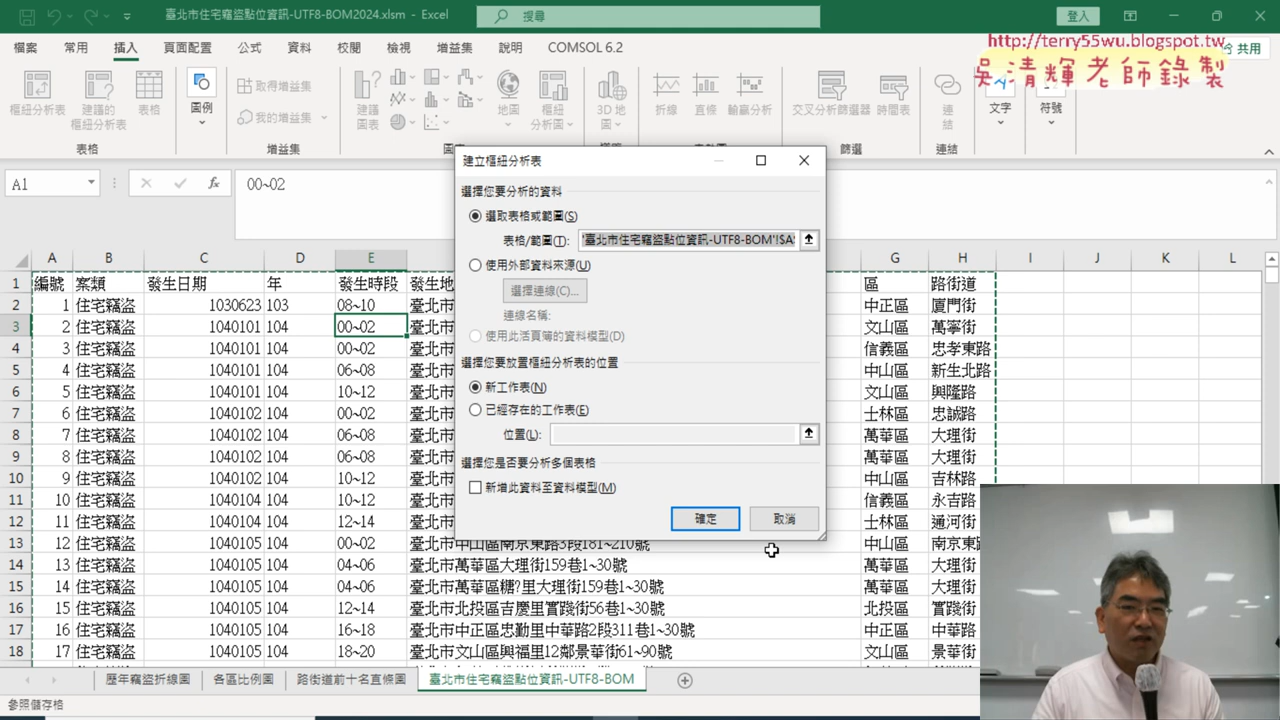 臺北市住宅竊盜點位資訊-UTF8-BOM2024.xlsm - Excel
搜尋
登入
檔案 常用 插入 頁面配置 公式 資料 校閱 檢視 增益集 說明 COMSOL 6.2
共用
http://terry55wu.blogspot.tw
吳清輝老師錄製
樞紐分析表
建議的
樞紐分析表
表格
圖例
取得增益集
我的增益集
建議
圖表
地圖
樞紐
分析圖
3D 地
圖
折線
直條
輸贏分析
交叉分析篩選器
時間表
連
結
文字
符號
表格
增益集
篩選
連結
A1
fx
00~02
建立樞紐分析表
選擇您要分析的資料
選取表格或範圍(S)
表格/範圍(T): '臺北市住宅竊盜點位資訊-UTF8-BOM'!$A
使用外部資料來源(U)
選擇連線(C)...
連線名稱:
使用此活頁簿的資料模型(D)
選擇您要放置樞紐分析表的位置
新工作表(N)
已經存在的工作表(E)
位置(L):
選擇您是否要分析多個表格
新增此資料至資料模型(M)
確定 取消
A B C D E G H I J K L
1 編號 案類 發生日期 年 發生時段 發生地 區 路街道
2 1 住宅竊盜 1030623 103 08~10 臺北市 中正區 廈門街
3 2 住宅竊盜 1040101 104 00~02 臺北市 文山區 萬寧街
4 3 住宅竊盜 1040101 104 00~02 臺北市 信義區 忠孝東路
5 4 住宅竊盜 1040101 104 06~08 臺北市 中山區 新生北路
6 5 住宅竊盜 1040101 104 10~12 臺北市 文山區 興隆路
7 6 住宅竊盜 1040102 104 00~02 臺北市 士林區 忠誠路
8 7 住宅竊盜 1040102 104 06~08 臺北市 萬華區 大理街
9 8 住宅竊盜 1040102 104 06~08 臺北市 萬華區 大理街
10 9 住宅竊盜 1040102 104 10~12 臺北市 中山區 吉林路
11 10 住宅竊盜 1040104 104 10~12 臺北市 信義區 永吉路
12 11 住宅竊盜 1040105 104 12~14 臺北市 士林區 通河街
13 12 住宅竊盜 1040105 104 00~02 臺北市中山區南京東路3段181~210號 中山區 南京東
14 13 住宅竊盜 1040105 104 04~06 臺北市萬華區大理街159巷1~30號 萬華區 大理街
15 14 住宅竊盜 1040105 104 04~06 臺北市萬華區糖?里大理街159巷1~30號 萬華區 大理街
16 15 住宅竊盜 1040105 104 12~14 臺北市北投區吉慶里實踐街56巷1~30號 北投區 實踐街
17 16 住宅竊盜 1040105 104 16~18 臺北市中正區忠勤里中華路2段311巷1~30號 中正區 中華路
18 17 住宅竊盜 1040105 104 18~20 臺北市文山區興福里12鄰景華街61~90號 文山區 景華街
歷年竊盜折線圖 各區比例圖 路街道前十名直條圖 臺北市住宅竊盜點位資訊-UTF8-BOM
參照儲存格